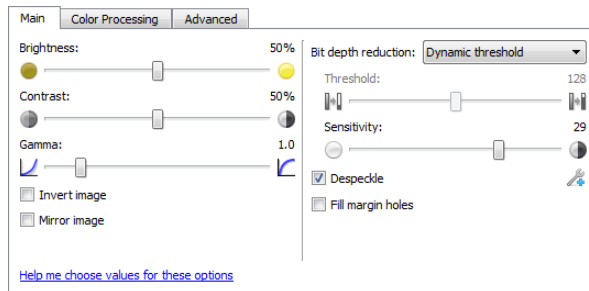 Main Color Processing Advanced
Brightness: 50%
Contrast: 50%
Gamma: 1.0
Invert image
Mirror image
Help me choose values for these options
Bit depth reduction: Dynamic threshold
Threshold: 128
Sensitivity: 29
Despeckle
Fill margin holes